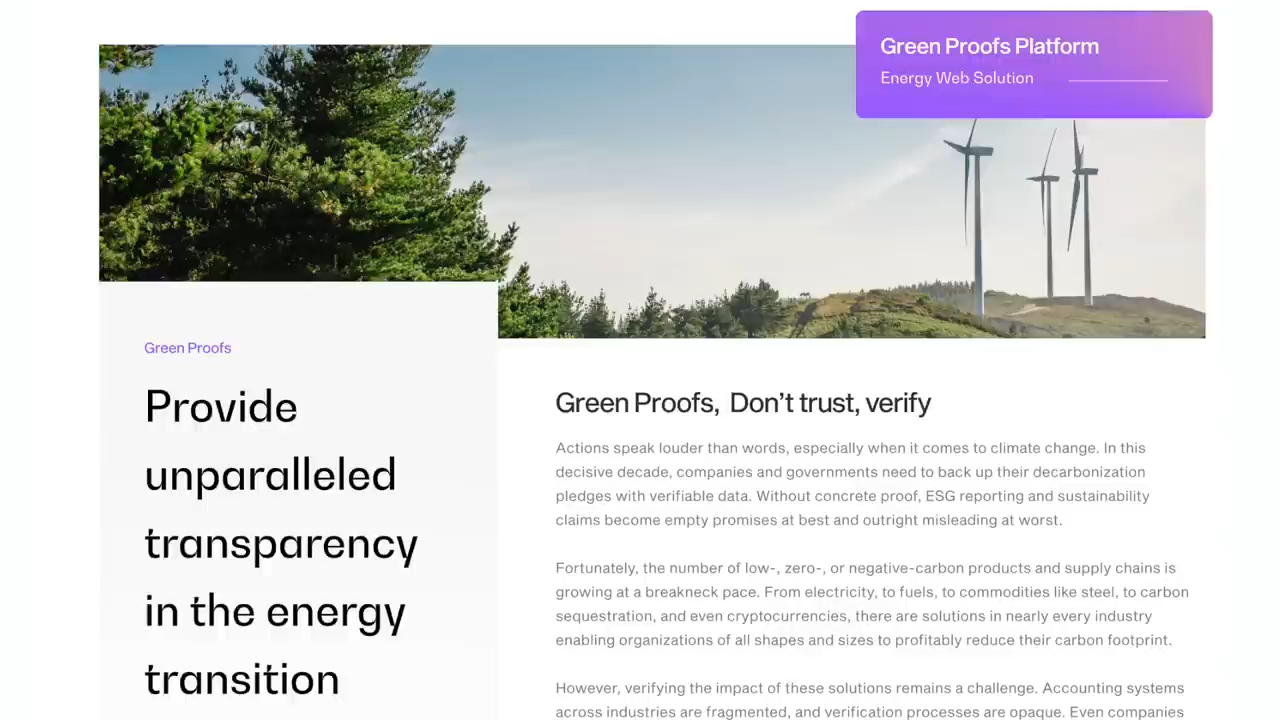 Green Proofs Platform
Energy Web Solution
Green Proofs
Provide
unparalleled
transparency
in the energy
transition
Green Proofs, Don't trust, verify
Actions speak louder than words, especially when it comes to climate change. In this
decisive decade, companies and governments need to back up their decarbonization
pledges with verifiable data. Without concrete proof, ESG reporting and sustainability
claims become empty promises at best and outright misleading at worst.
Fortunately, the number of low-, zero-, or negative-carbon products and supply chains is
growing at a breakneck pace. From electricity, to fuels, to commodities like steel, to carbon
sequestration, and even cryptocurrencies, there are solutions in nearly every industry
enabling organizations of all shapes and sizes to profitably reduce their carbon footprint.
However, verifying the impact of these solutions remains a challenge. Accounting systems
across industries are fragmented, and verification processes are opaque. Even companies